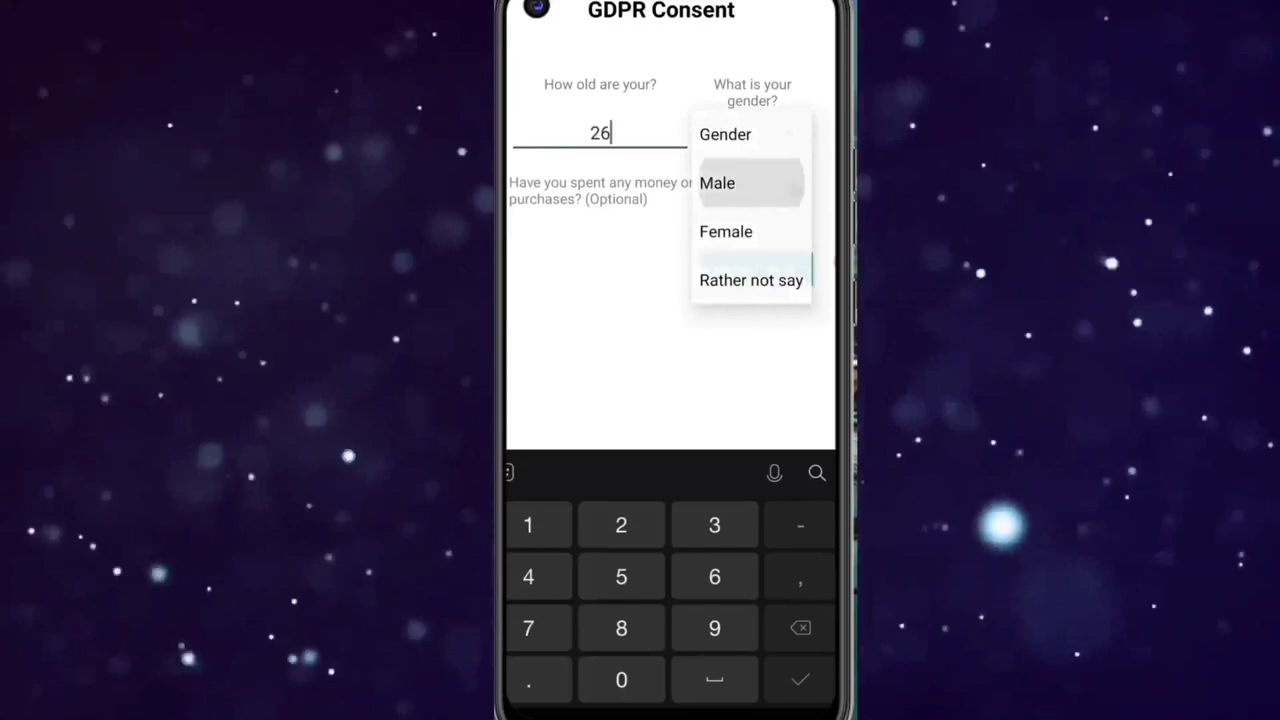 GDPR Consent
How old are your?
What is your
gender?
26
Gender
Male
Female
Rather not say
Have you spent any money or
purchases? (Optional)
1 2 3 -
4 5 6 ,
7 8 9
. 0